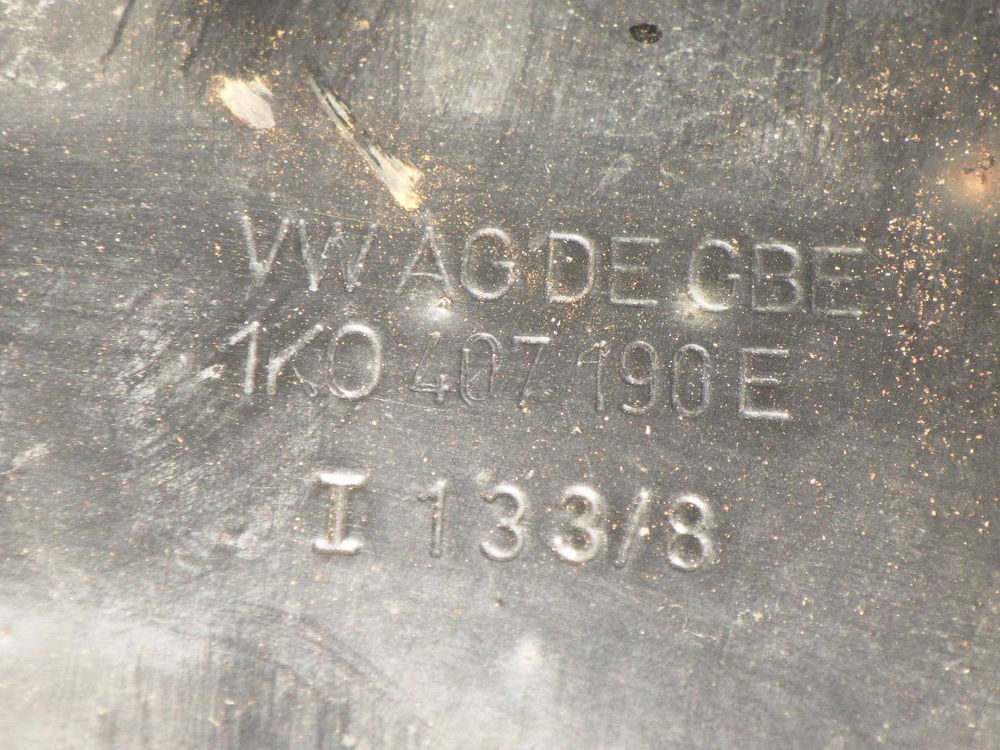 VW AG DE GBE
1K0 407 190 E
I 133/8